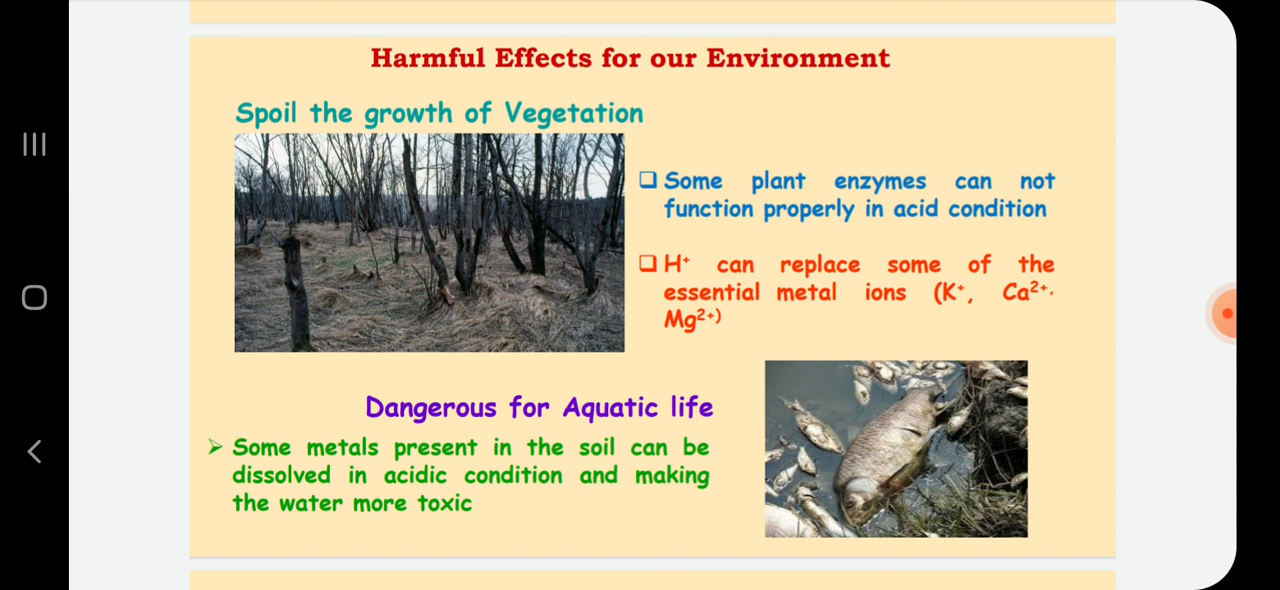 Harmful Effects for our Environment
Spoil the growth of Vegetation
❑ Some plant enzymes can not
function properly in acid condition
❑ H⁺ can replace some of the
essential metal ions (K⁺, Ca²⁺,
Mg²⁺⁾
Dangerous for Aquatic life
➢ Some metals present in the soil can be
dissolved in acidic condition and making
the water more toxic